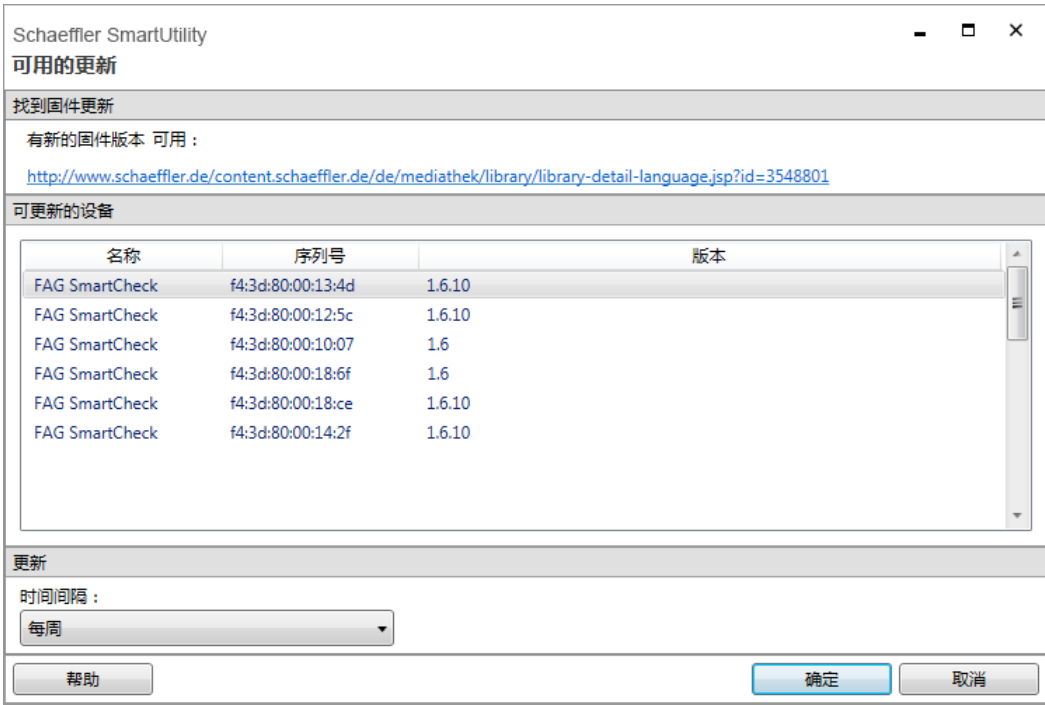 Schaeffler SmartUtility
可用的更新
找到固件更新
有新的固件版本 可用：
http://www.schaeffler.de/content.schaeffler.de/de/mediathek/library/library-detail-language.jsp?id=3548801
可更新的设备
名称 序列号 版本
FAG SmartCheck f4:3d:80:00:13:4d 1.6.10
FAG SmartCheck f4:3d:80:00:12:5c 1.6.10
FAG SmartCheck f4:3d:80:00:10:07 1.6
FAG SmartCheck f4:3d:80:00:18:6f 1.6
FAG SmartCheck f4:3d:80:00:18:ce 1.6.10
FAG SmartCheck f4:3d:80:00:14:2f 1.6.10
更新
时间间隔：
每周
帮助 确定 取消